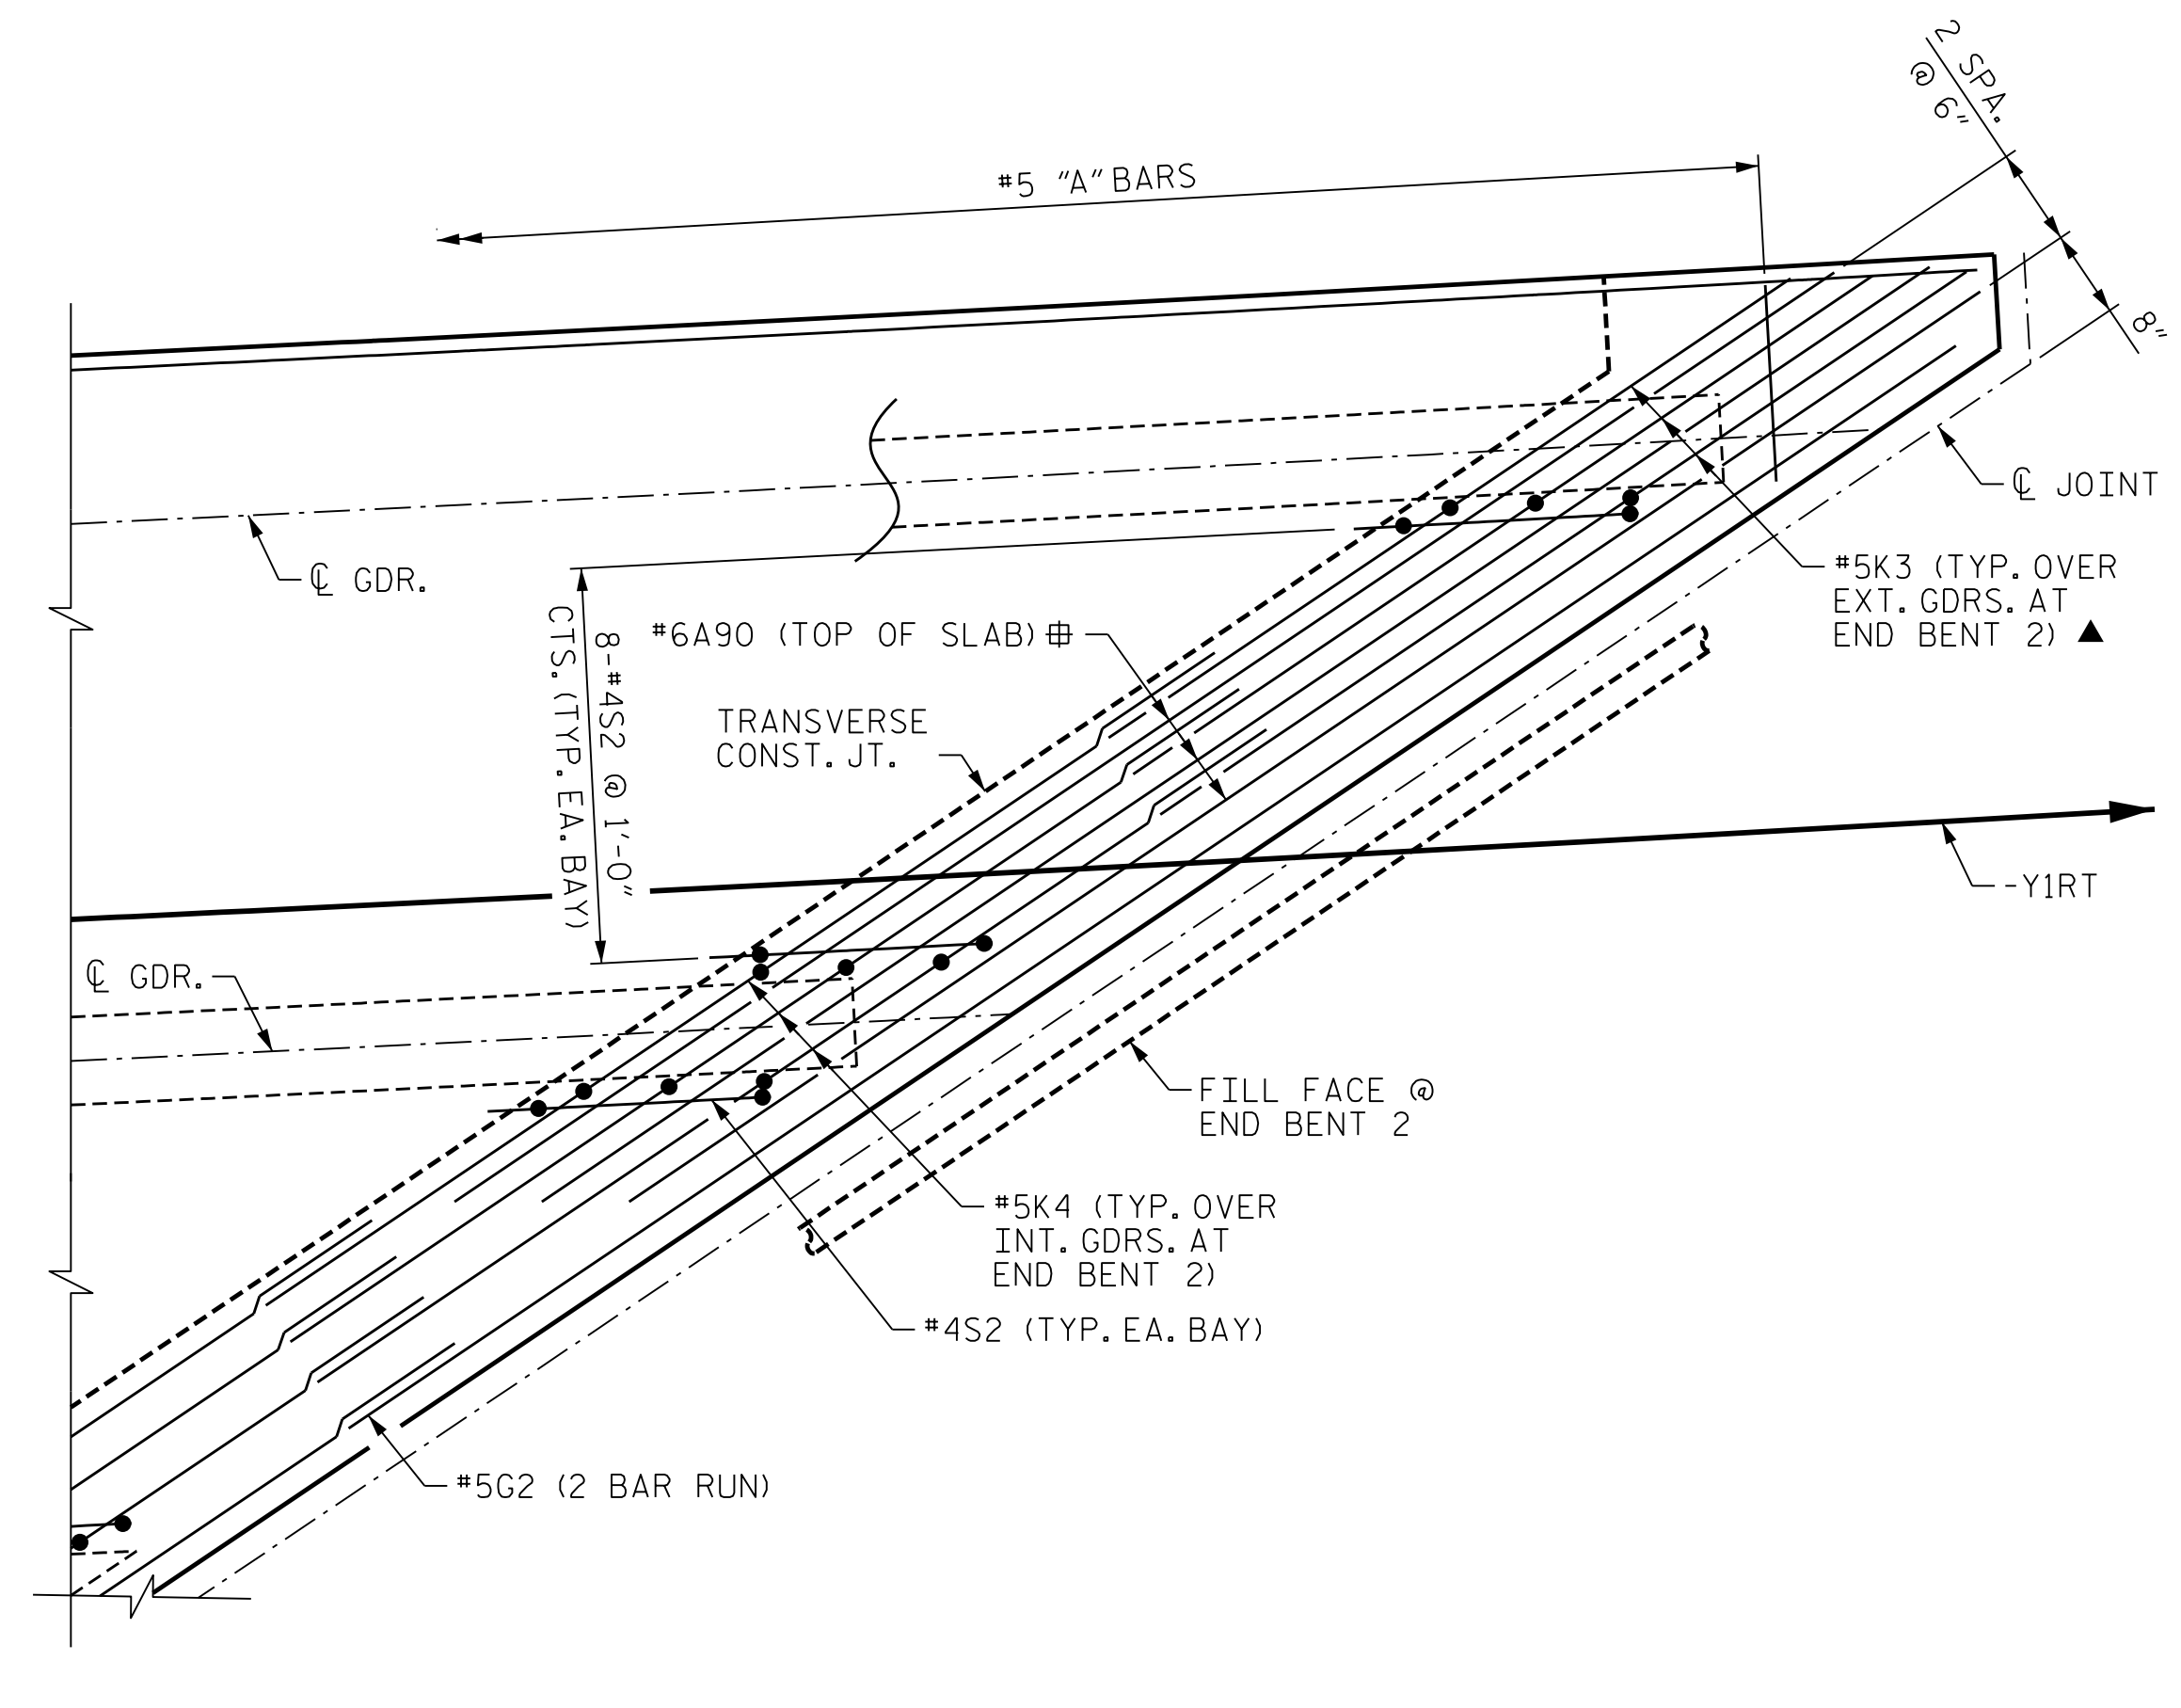 2 SPA.
@ 6"
8"
#5 "A" BARS
℄ JOINT
℄ GDR.
#5K3 (TYP. OVER
EXT. GDRS. AT
END BENT 2) ▲
8-#4S2 @ 1'-0"
CTS. (TYP. EA. BAY)
#6A90 (TOP OF SLAB)
TRANSVERSE
CONST. JT.
-Y1RT
℄ GDR.
FILL FACE @
END BENT 2
#5K4 (TYP. OVER
INT. GDRS. AT
END BENT 2)
#4S2 (TYP. EA. BAY)
#5G2 (2 BAR RUN)